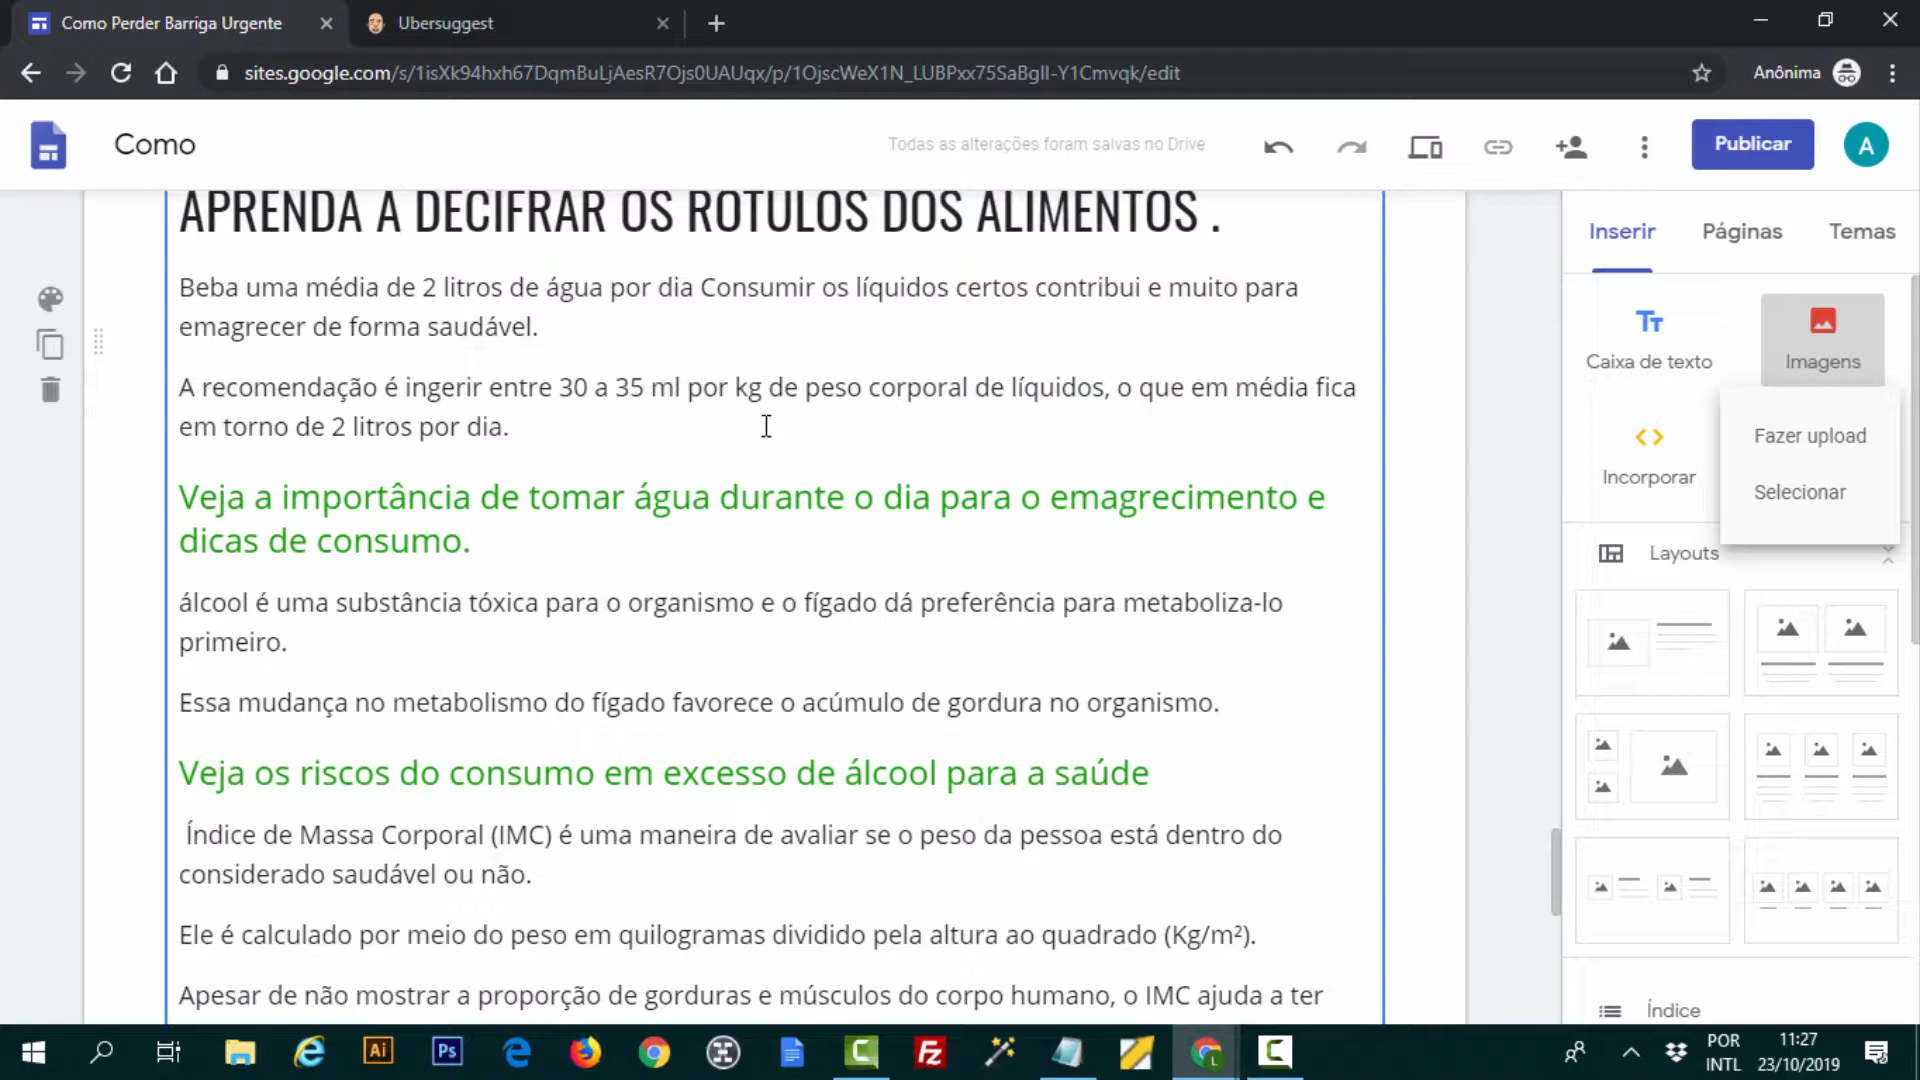 Como Perder Barriga Urgente
Ubersuggest
sites.google.com/s/1isXk94hxh67DqmBuLjAesR7Ojs0UAUqx/p/1OjscWeX1N_LUBPxx75SaBgII-Y1Cmvqk/edit
Anônima
Como
Todas as alterações foram salvas no Drive
Publicar
A
APRENDA A DECIFRAR OS RÓTULOS DOS ALIMENTOS .
Beba uma média de 2 litros de água por dia Consumir os líquidos certos contribui e muito para
emagrecer de forma saudável.
A recomendação é ingerir entre 30 a 35 ml por kg de peso corporal de líquidos, o que em média fica
em torno de 2 litros por dia.
Veja a importância de tomar água durante o dia para o emagrecimento e
dicas de consumo.
álcool é uma substância tóxica para o organismo e o fígado dá preferência para metaboliza-lo
primeiro.
Essa mudança no metabolismo do fígado favorece o acúmulo de gordura no organismo.
Veja os riscos do consumo em excesso de álcool para a saúde
Índice de Massa Corporal (IMC) é uma maneira de avaliar se o peso da pessoa está dentro do
considerado saudável ou não.
Ele é calculado por meio do peso em quilogramas dividido pela altura ao quadrado (Kg/m²).
Apesar de não mostrar a proporção de gorduras e músculos do corpo humano, o IMC ajuda a ter
Inserir
Páginas
Temas
Caixa de texto
Imagens
Incorporar
Fazer upload
Selecionar
Layouts
Índice
POR
INTL
11:27
23/10/2019